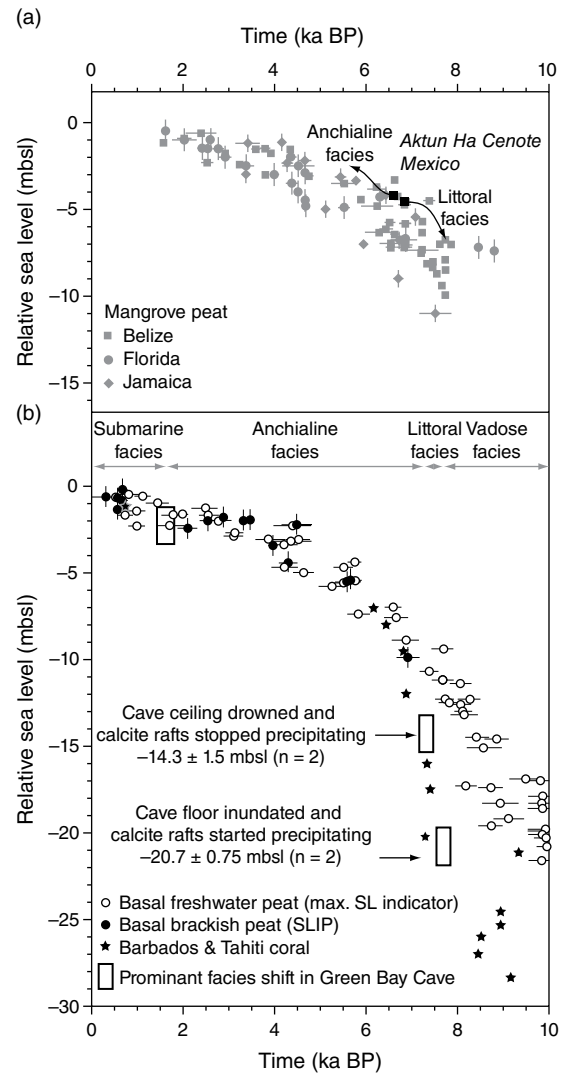 (a)
Time (ka BP)
0 2 4 6 8 10
0
−5
−10
−15
Relative sea level (mbsl)
Anchialine
facies
Aktun Ha Cenote
Mexico
Littoral
facies
Mangrove peat
Belize
Florida
Jamaica
(b)
Submarine
facies
Anchialine
facies
Littoral
facies
Vadose
facies
0
−5
−10
−15
−20
−25
−30
Relative sea level (mbsl)
Cave ceiling drowned and
calcite rafts stopped precipitating
−14.3 ± 1.5 mbsl (n = 2)
Cave floor inundated and
calcite rafts started precipitating
−20.7 ± 0.75 mbsl (n = 2)
Basal freshwater peat (max. SL indicator)
Basal brackish peat (SLIP)
Barbados & Tahiti coral
Prominant facies shift in Green Bay Cave
0 2 4 6 8 10
Time (ka BP)